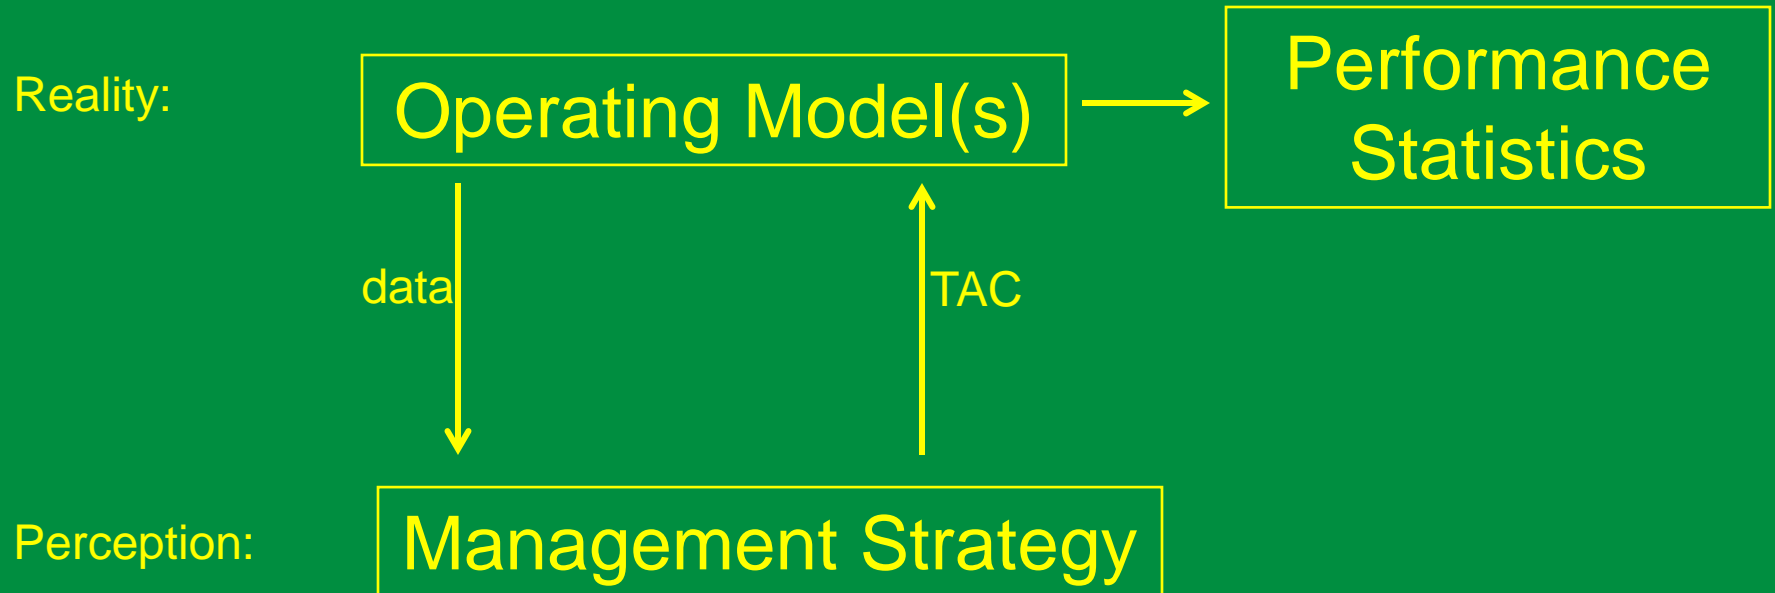 Reality:
Operating Model(s)
Performance
Statistics
data
TAC
Perception:
Management Strategy